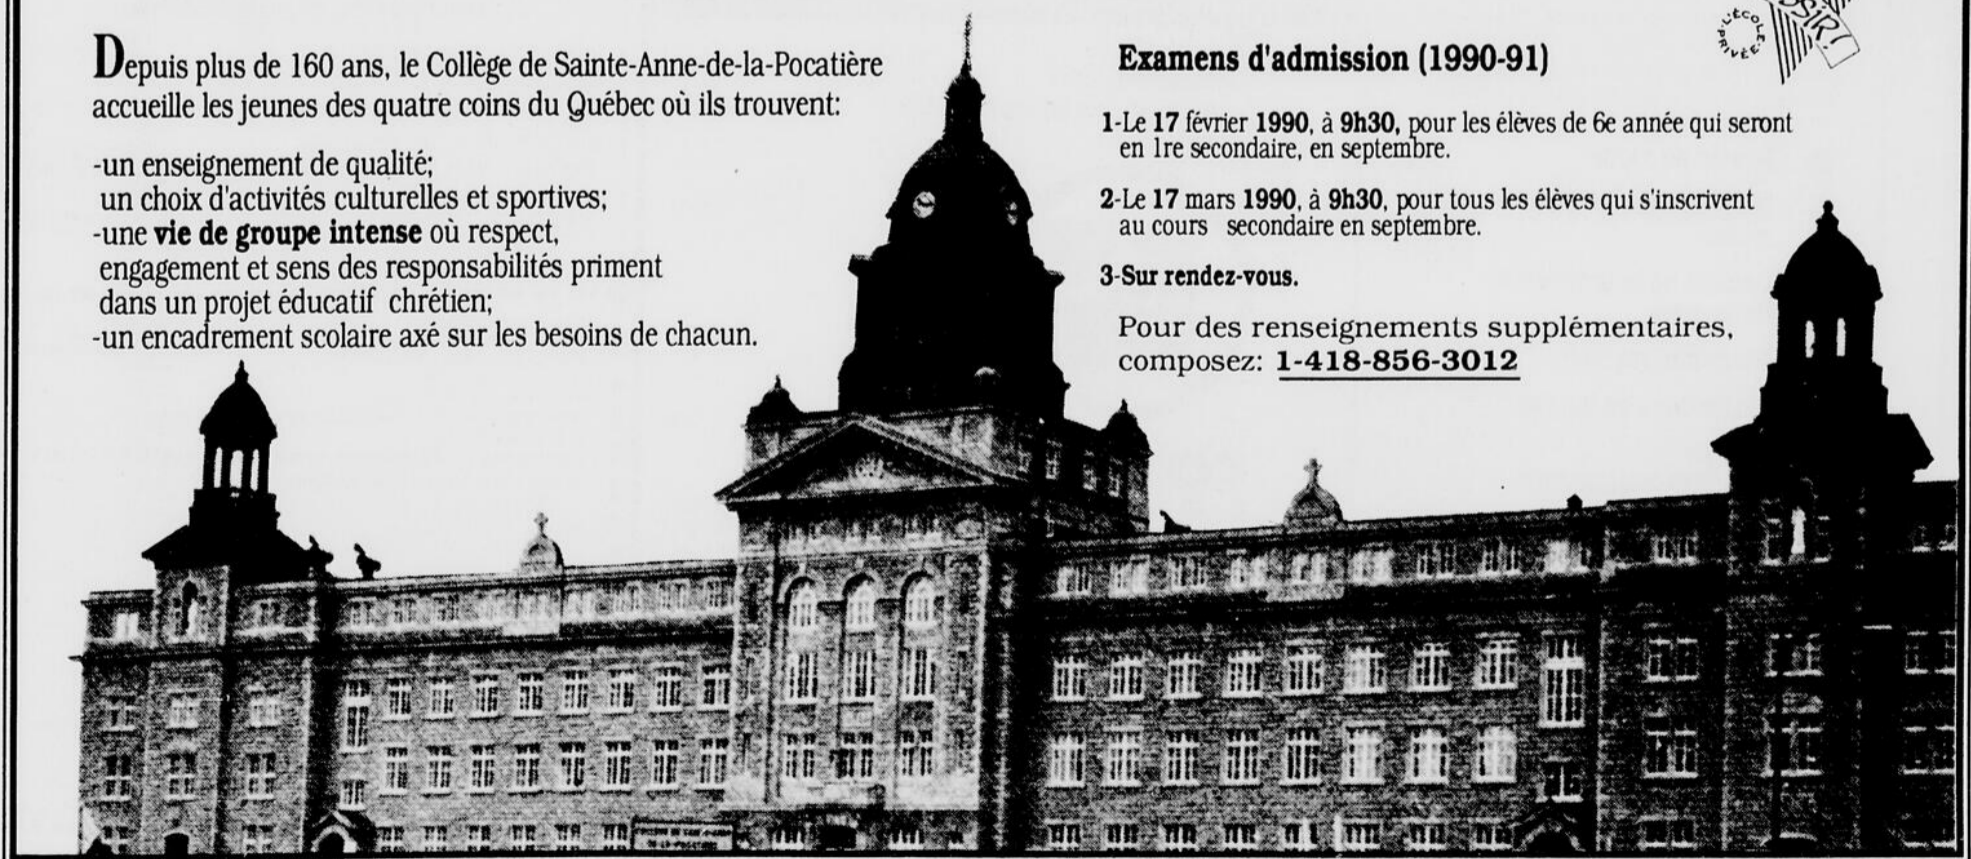 Depuis plus de 160 ans, le Collège de Sainte-Anne-de-la-Pocatière
accueille les jeunes des quatre coins du Québec où ils trouvent:
-un enseignement de qualité;
un choix d'activités culturelles et sportives;
-une vie de groupe intense où respect,
engagement et sens des responsabilités priment
dans un projet éducatif chrétien;
-un encadrement scolaire axé sur les besoins de chacun.
L'ÉCOLE
PRIVÉE
Examens d'admission (1990-91)
1-Le 17 février 1990, à 9h30, pour les élèves de 6e année qui seront
en 1re secondaire, en septembre.
2-Le 17 mars 1990, à 9h30, pour tous les élèves qui s'inscrivent
au cours secondaire en septembre.
3-Sur rendez-vous.
Pour des renseignements supplémentaires,
composez: 1-418-856-3012